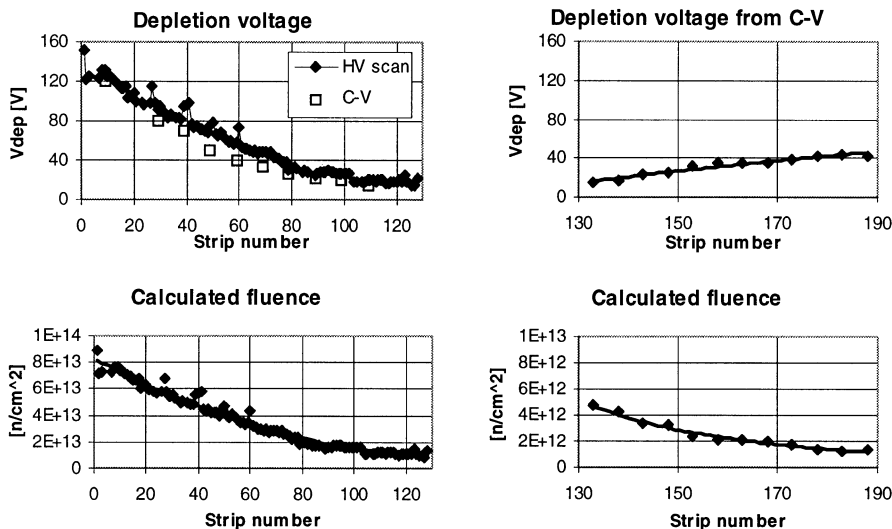 Depletion voltage
160
120
80
40
0
Vdep [V]
HV scan
C-V
0 20 40 60 80 100 120
Strip number
Depletion voltage from C-V
160
120
80
40
0
Vdep [V]
130 150 170 190
Strip number
Calculated fluence
1E+14
8E+13
6E+13
4E+13
2E+13
0
[n/cm^2]
0 20 40 60 80 100 120
Strip number
Calculated fluence
1E+13
8E+12
6E+12
4E+12
2E+12
0
[n/cm^2]
130 150 170 190
Strip number